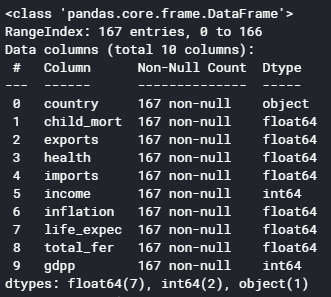 <class 'pandas.core.frame.DataFrame'>
RangeIndex: 167 entries, 0 to 166
Data columns (total 10 columns):
 #   Column      Non-Null Count  Dtype
---  ------      --------------  -----
 0   country     167 non-null    object
 1   child_mort  167 non-null    float64
 2   exports     167 non-null    float64
 3   health      167 non-null    float64
 4   imports     167 non-null    float64
 5   income      167 non-null    int64
 6   inflation   167 non-null    float64
 7   life_expec  167 non-null    float64
 8   total_fer   167 non-null    float64
 9   gdpp        167 non-null    int64
dtypes: float64(7), int64(2), object(1)